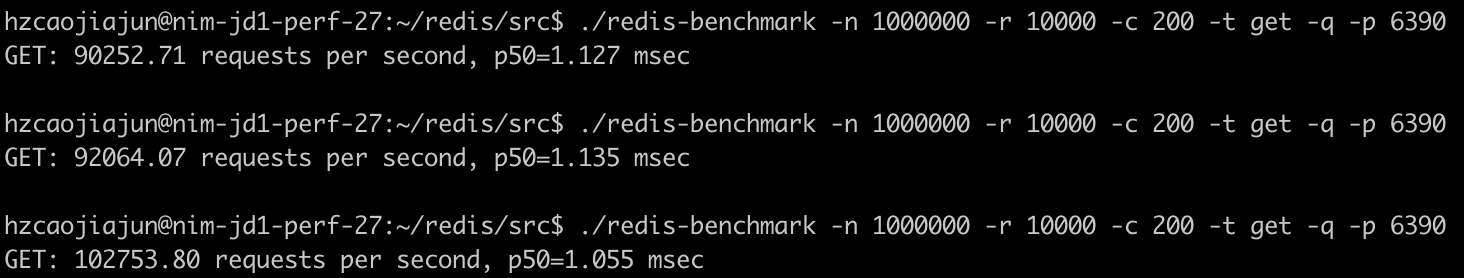 hzcaojiajun@nim-jd1-perf-27:~/redis/src$ ./redis-benchmark -n 1000000 -r 10000 -c 200 -t get -q -p 6390
GET: 90252.71 requests per second, p50=1.127 msec
hzcaojiajun@nim-jd1-perf-27:~/redis/src$ ./redis-benchmark -n 1000000 -r 10000 -c 200 -t get -q -p 6390
GET: 92064.07 requests per second, p50=1.135 msec
hzcaojiajun@nim-jd1-perf-27:~/redis/src$ ./redis-benchmark -n 1000000 -r 10000 -c 200 -t get -q -p 6390
GET: 102753.80 requests per second, p50=1.055 msec